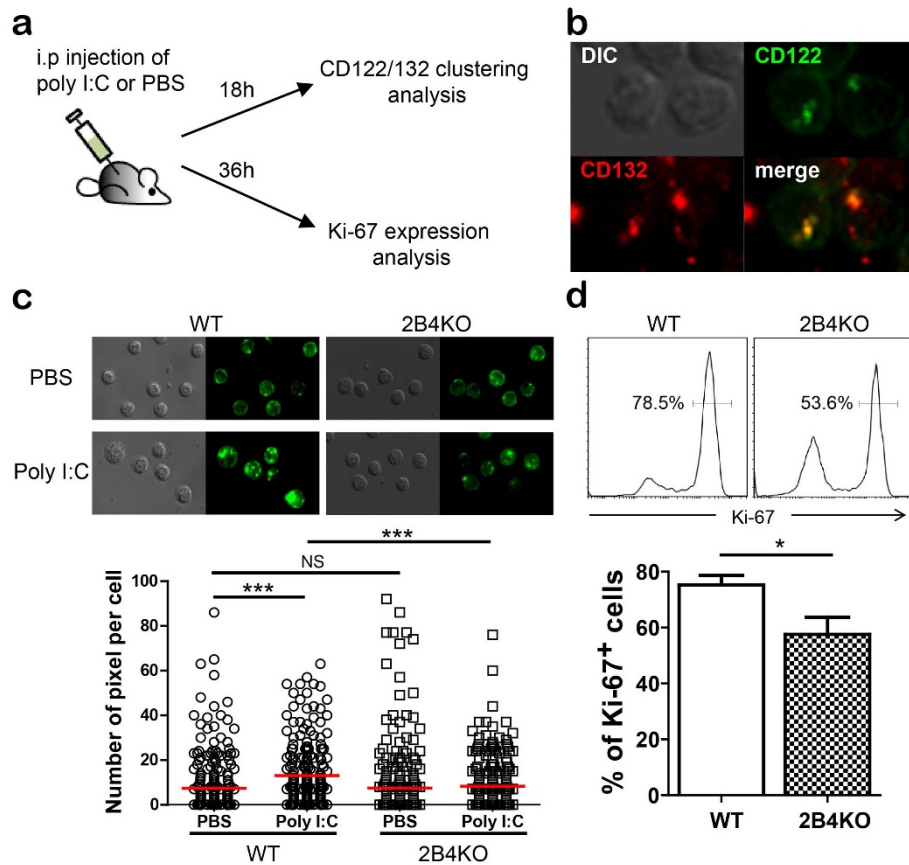 a
i.p injection of
poly I:C or PBS
18h
CD122/132 clustering
analysis
36h
Ki-67 expression
analysis
b
DIC
CD122
CD132
merge
c
WT
2B4KO
PBS
Poly I:C
***
NS
***
Number of pixel per cell
100
80
60
40
20
0
PBS
Poly I:C
PBS
Poly I:C
WT
2B4KO
d
WT
2B4KO
78.5%
53.6%
Ki-67
*
% of Ki-67+ cells
80
60
40
20
0
WT
2B4KO